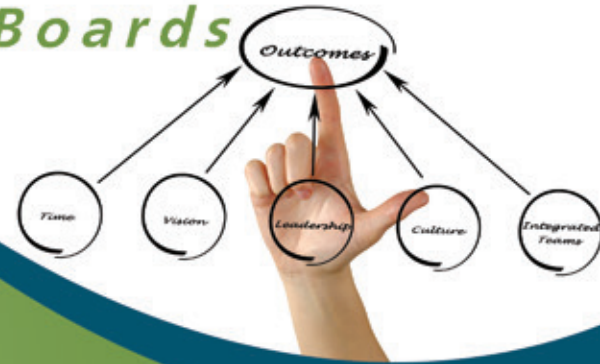 Boards
Outcomes
Time
Vision
Leadership
Culture
Integrated
Teams